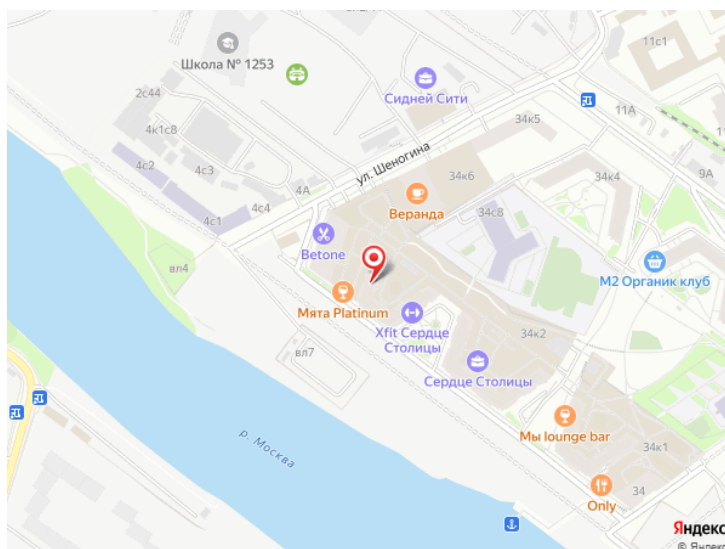 11с1
Школа № 1253
2с44
Сидней Сити
11А
34к5
4к1с8
ул. Шеногина
4с2
4с3
9А
34к6
34к4
4А
4с4
Веранда
34с8
4с1
Betone
вл4
М2 Органик клуб
Мята Platinum
Xfit Сердце
Столицы
34к2
вл7
Сердце Столицы
р. Москва
Мы lounge bar
34к1
34
Only
Яндекс
© Яндекс